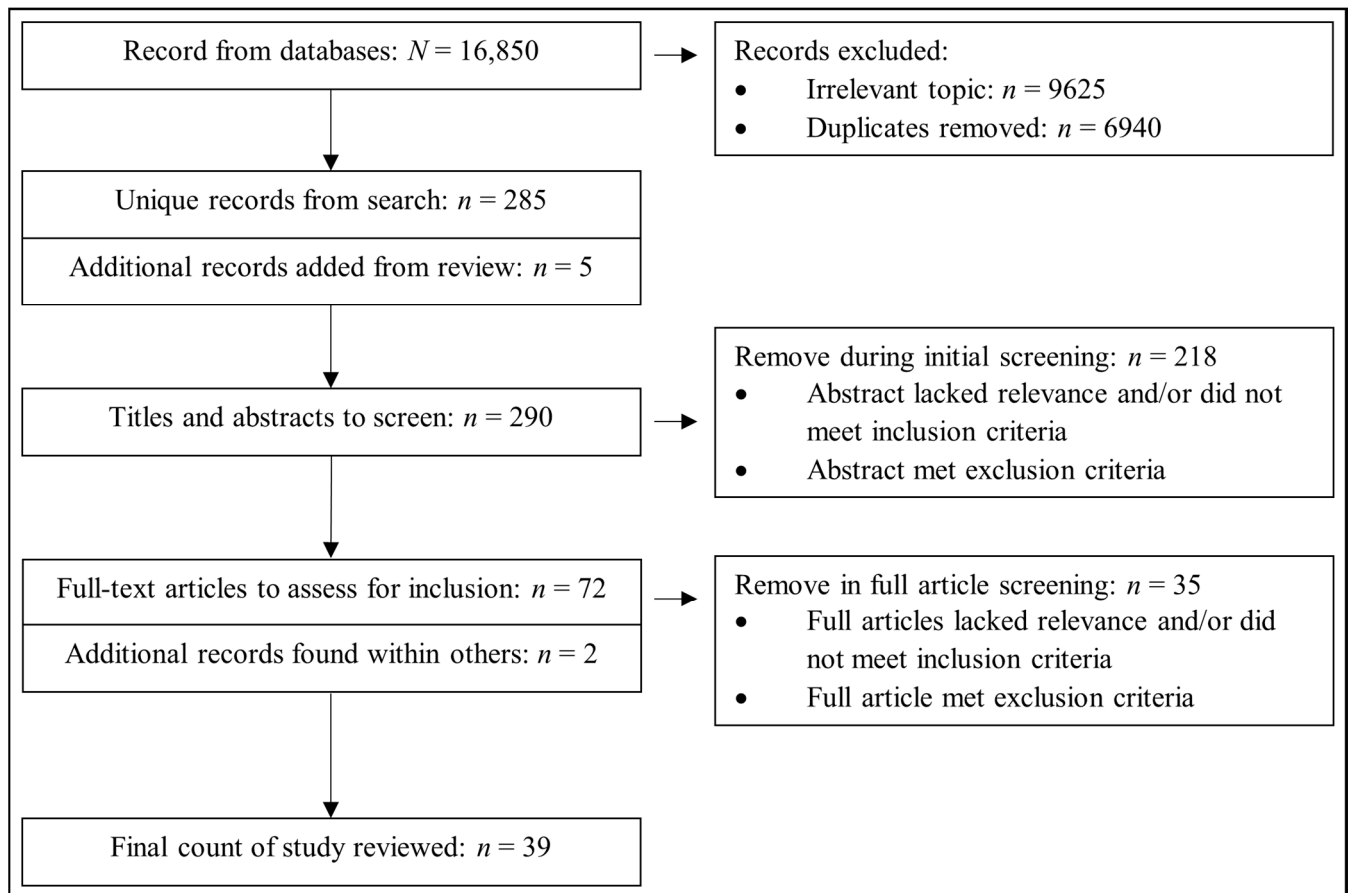 Record from databases: N = 16,850
Records excluded:
• Irrelevant topic: n = 9625
• Duplicates removed: n = 6940
Unique records from search: n = 285
Additional records added from review: n = 5
Titles and abstracts to screen: n = 290
Remove during initial screening: n = 218
• Abstract lacked relevance and/or did not
meet inclusion criteria
• Abstract met exclusion criteria
Full-text articles to assess for inclusion: n = 72
Additional records found within others: n = 2
Remove in full article screening: n = 35
• Full articles lacked relevance and/or did
not meet inclusion criteria
• Full article met exclusion criteria
Final count of study reviewed: n = 39